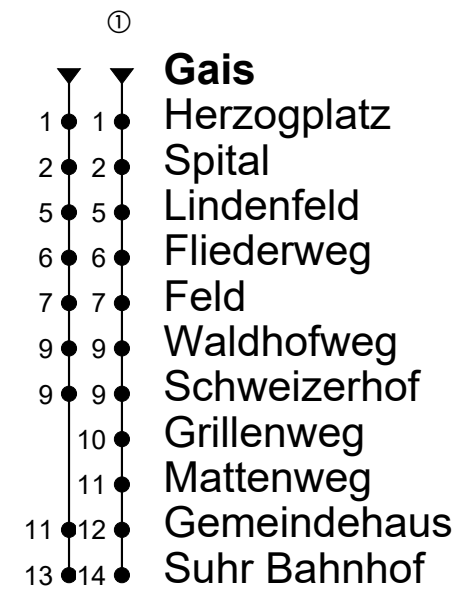 ①
Gais
1 1 Herzogplatz
2 2 Spital
5 5 Lindenfeld
6 6 Fliederweg
7 7 Feld
9 9 Waldhofweg
9 9 Schweizerhof
10 Grillenweg
11 Mattenweg
11 12 Gemeindehaus
13 14 Suhr Bahnhof